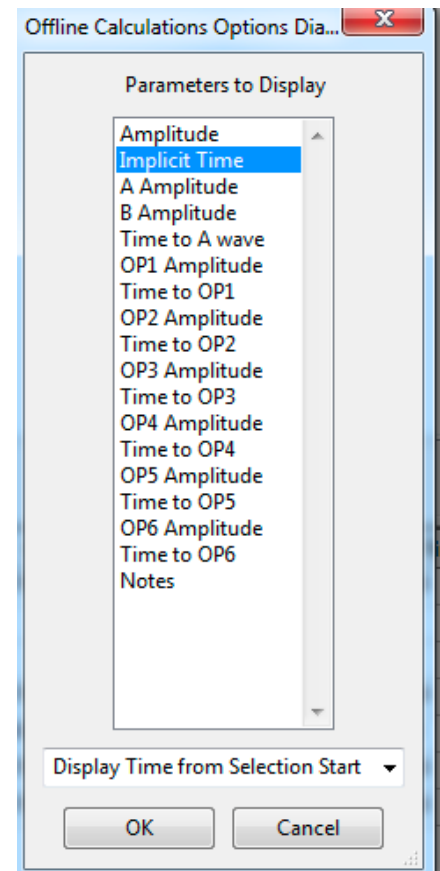 Offline Calculations Options Dia...
Parameters to Display
Amplitude
Implicit Time
A Amplitude
B Amplitude
Time to A wave
OP1 Amplitude
Time to OP1
OP2 Amplitude
Time to OP2
OP3 Amplitude
Time to OP3
OP4 Amplitude
Time to OP4
OP5 Amplitude
Time to OP5
OP6 Amplitude
Time to OP6
Notes
Display Time from Selection Start
OK Cancel